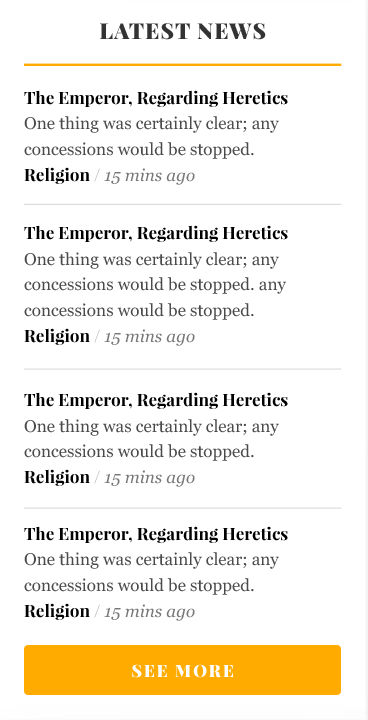 LATEST NEWS
The Emperor, Regarding Heretics
One thing was certainly clear; any
concessions would be stopped.
Religion / 15 mins ago
The Emperor, Regarding Heretics
One thing was certainly clear; any
concessions would be stopped. any
concessions would be stopped.
Religion / 15 mins ago
The Emperor, Regarding Heretics
One thing was certainly clear; any
concessions would be stopped.
Religion / 15 mins ago
The Emperor, Regarding Heretics
One thing was certainly clear; any
concessions would be stopped.
Religion / 15 mins ago
SEE MORE